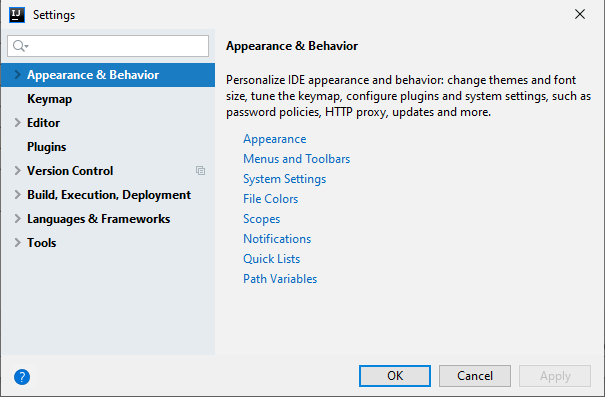 IJ
Settings
Appearance & Behavior
Keymap
Editor
Plugins
Version Control
Build, Execution, Deployment
Languages & Frameworks
Tools
Appearance & Behavior
Personalize IDE appearance and behavior: change themes and font
size, tune the keymap, configure plugins and system settings, such as
password policies, HTTP proxy, updates and more.
Appearance
Menus and Toolbars
System Settings
File Colors
Scopes
Notifications
Quick Lists
Path Variables
?
OK
Cancel
Apply